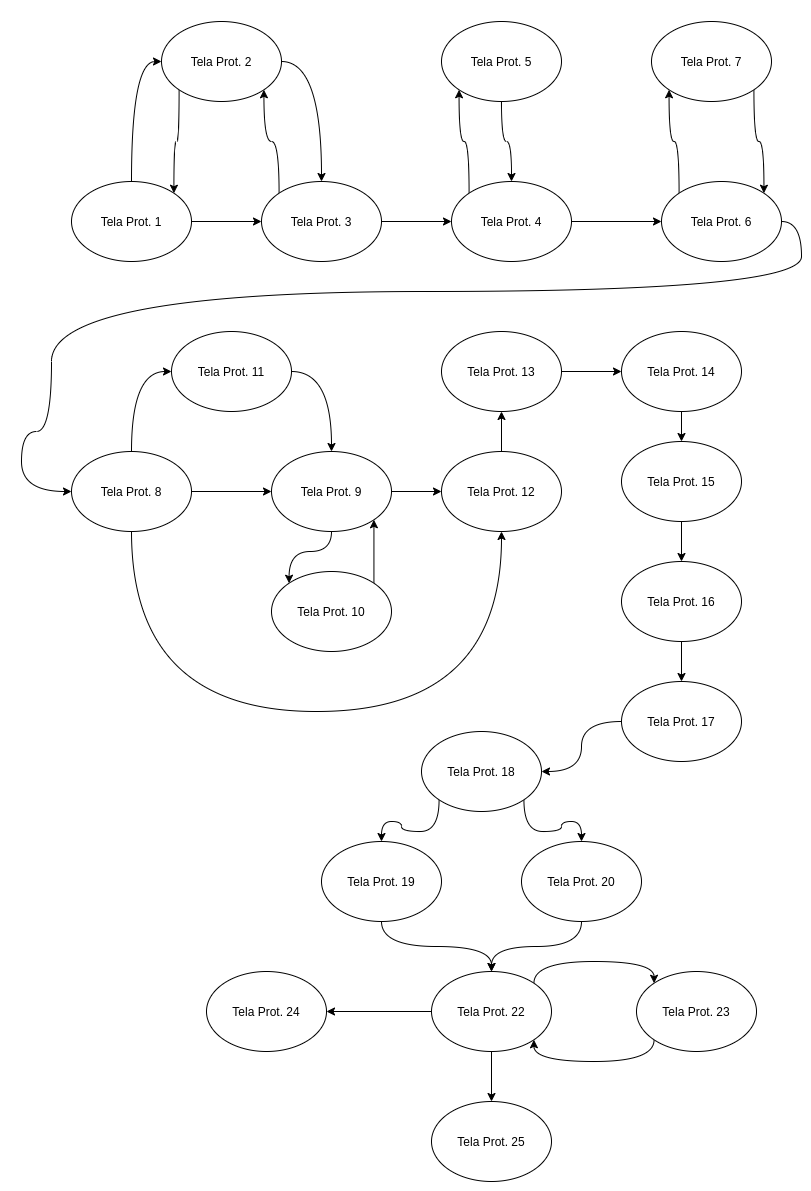 Tela Prot. 2
Tela Prot. 5
Tela Prot. 7
Tela Prot. 1
Tela Prot. 3
Tela Prot. 4
Tela Prot. 6
Tela Prot. 11
Tela Prot. 13
Tela Prot. 14
Tela Prot. 8
Tela Prot. 9
Tela Prot. 12
Tela Prot. 15
Tela Prot. 10
Tela Prot. 16
Tela Prot. 17
Tela Prot. 18
Tela Prot. 19
Tela Prot. 20
Tela Prot. 24
Tela Prot. 22
Tela Prot. 23
Tela Prot. 25